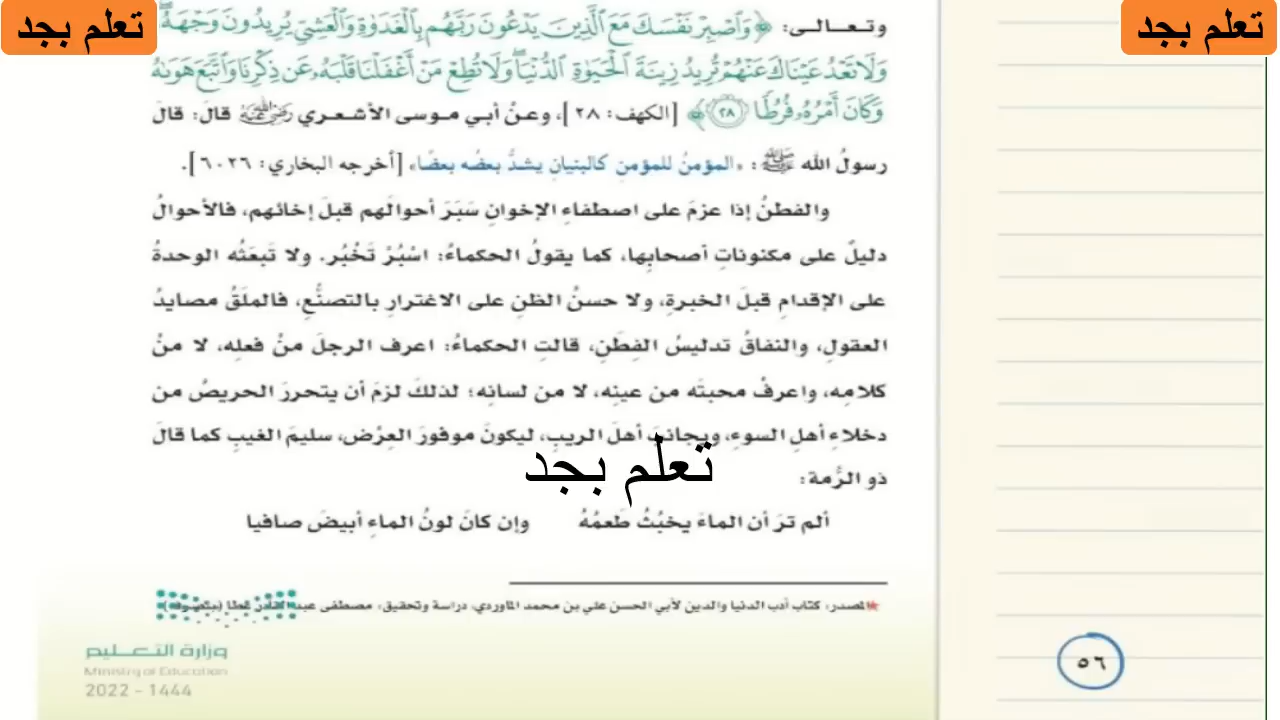 تعلم بجد
تعلم بجد
وتعالى: ﴿وَاصْبِرْ نَفْسَكَ مَعَ الَّذِينَ يَدْعُونَ رَبَّهُم بِالْغَدَاةِ وَالْعَشِيِّ يُرِيدُونَ وَجْهَهُ
وَلَا تَعْدُ عَيْنَاكَ عَنْهُمْ تُرِيدُ زِينَةَ الْحَيَوٰةِ الدُّنْيَا وَلَا تُطِعْ مَنْ أَغْفَلْنَا قَلْبَهُ عَن ذِكْرِنَا وَاتَّبَعَ هَوَىٰهُ
وَكَانَ أَمْرُهُ فُرُطًا ٢٨﴾ [الكهف: ٢٨]، وعنْ أبي موسى الأشعري رضي الله عنه قالَ: قالَ
رسولُ الله ﷺ: «المؤمنُ للمؤمنِ كالبنيانِ يشدُّ بعضُه بعضًا» [أخرجه البخاري: ٦٠٢٦].
والفطنُ إذا عزمَ على اصطفاءِ الإخوانِ سَبَرَ أحوالَهم قبلَ إخائهم، فالأحوالُ
دليلٌ على مكنوناتِ أصحابِها، كما يقولُ الحكماءُ: اسْبُرْ تَخْبُر. ولا تَبعَثُه الوحدةُ
على الإقدامِ قبلَ الخبرةِ، ولا حسنُ الظنِ على الاغترارِ بالتصنُّعِ، فالملَقُ مصايدُ
العقولِ، والنفاقُ تدليسُ الفِطَنِ، قالتِ الحكماءُ: اعرف الرجلَ منْ فعلِه، لا منْ
كلامِه، واعرفْ محبتَه من عينِه، لا من لسانِه؛ لذلكَ لزمَ أن يتحررَ الحريصُ من
دخلاءِ أهلِ السوءِ، ويجانبَ أهلَ الريبِ، ليكونَ موفورَ العِرْضِ، سليمَ الغيبِ كما قالَ
تعلم بجد
ذو الرُّمة:
ألم ترَ أن الماءَ يخبُثُ طَعمُهُ وإن كانَ لونُ الماءِ أبيضَ صافيا
★المصدر: كتاب أدب الدنيا والدين لأبي الحسن علي بن محمد الماوردي، دراسة وتحقيق: مصطفى عبد القادر عطا (بتصرف)
وزارة التعليم
Ministry of Education
2022 - 1444
٥٦